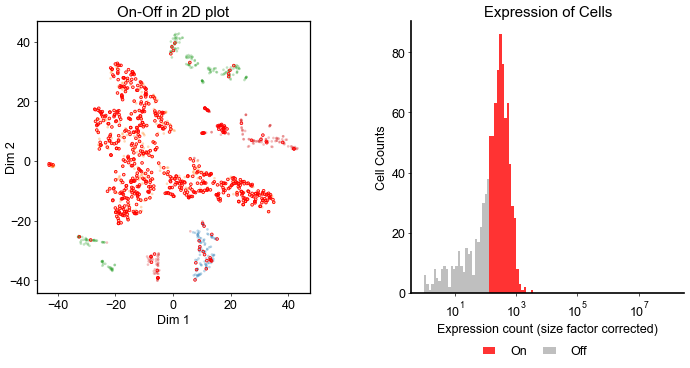 On-Off in 2D plot
Dim 2
40
20
0
−20
−40
−40 −20 0 20 40
Dim 1
Expression of Cells
Cell Counts
80
60
40
20
0
10^1 10^3 10^5 10^7
Expression count (size factor corrected)
On Off